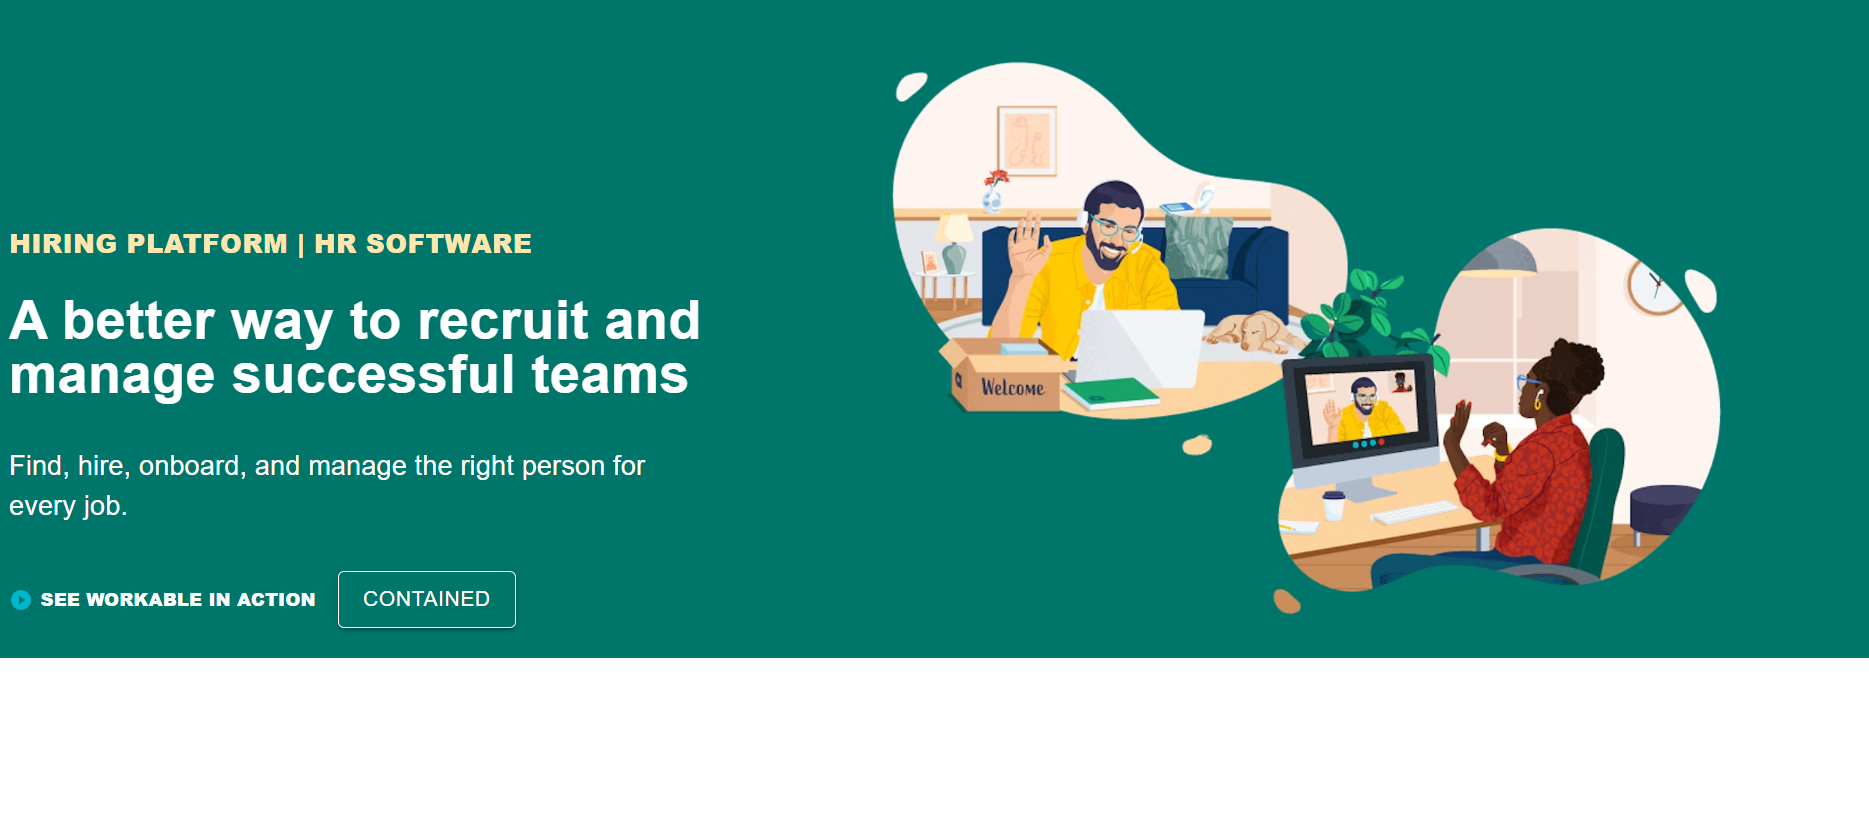 HIRING PLATFORM | HR SOFTWARE
A better way to recruit and
manage successful teams
Find, hire, onboard, and manage the right person for
every job.
SEE WORKABLE IN ACTION
CONTAINED
Welcome